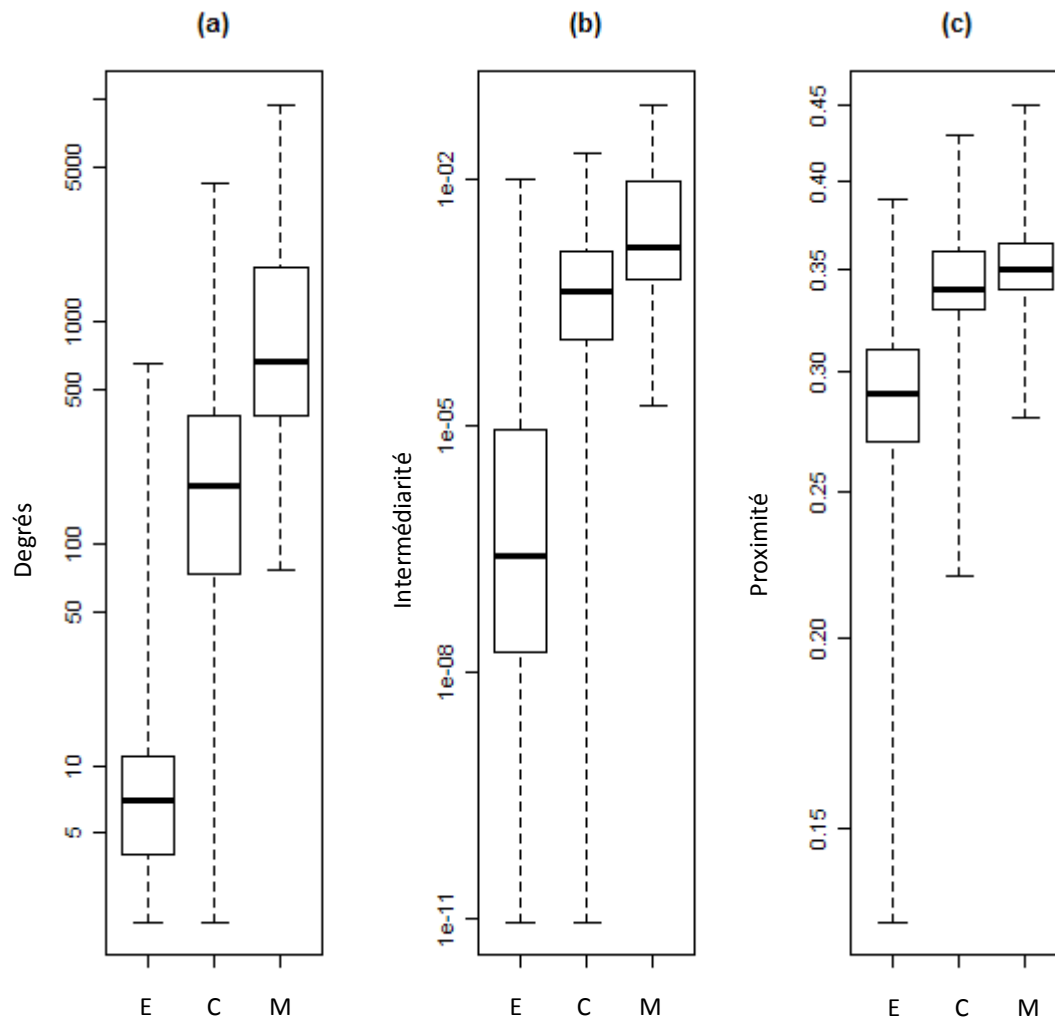 (a)
(b)
(c)
Degrés
5000
1000
500
100
50
10
5
E C M
Intermédiarité
1e-02
1e-05
1e-08
1e-11
E C M
Proximité
0.45
0.40
0.35
0.30
0.25
0.20
0.15
E C M